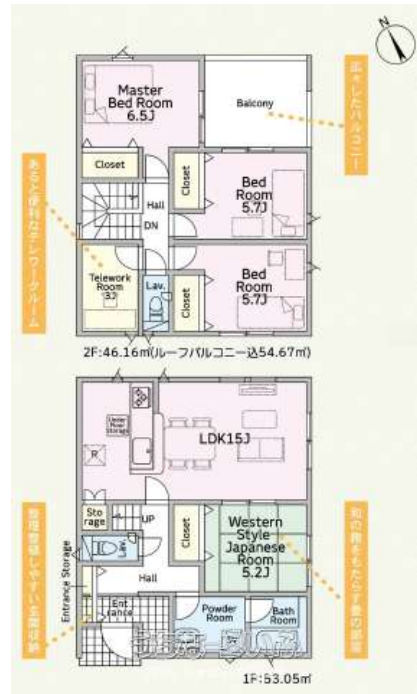 N
Master
Bed Room
6.5J
Balcony
広々したバルコニー
Closet
Closet
Bed
Room
5.7J
あると便利なテレワークルーム
Hall
DN
Telework
Room
3J
Lav.
Closet
Bed
Room
5.7J
2F:46.16㎡(ルーフバルコニー込54.67㎡)
Under
Floor
Storage
R
LDK15J
Sto
rage
UP
Closet
Western
Style
Japanese
Room
5.2J
和の趣をもたらす畳の部屋
整理整頓しやすい玄関収納
Lav.
Entrance Storage
Hall
Ent
rance
Powder
Room
Bath
Room
1F:53.05㎡